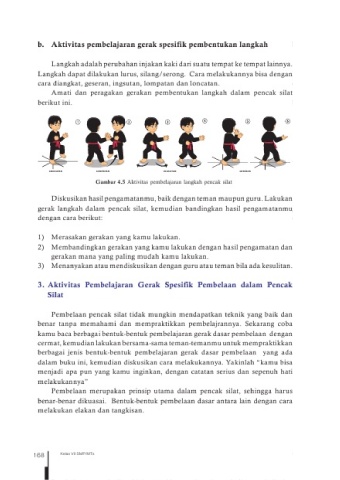 b. Aktivitas pembelajaran gerak spesifik pembentukan langkah
Langkah adalah perubahan injakan kaki dari suatu tempat ke tempat lainnya.
Langkah dapat dilakukan lurus, silang/serong. Cara melakukannya bisa dengan
cara diangkat, geseran, ingsutan, lompatan dan loncatan.
Amati dan peragakan gerakan pembentukan langkah dalam pencak silat
berikut ini.
1 2 3 4 5 6
Gambar 4.3 Aktivitas pembelajaran langkah pencak silat
Diskusikan hasil pengamatanmu, baik dengan teman maupun guru. Lakukan
gerak langkah dalam pencak silat, kemudian bandingkan hasil pengamatanmu
dengan cara berikut:
1) Merasakan gerakan yang kamu lakukan.
2) Membandingkan gerakan yang kamu lakukan dengan hasil pengamatan dan
gerakan mana yang paling mudah kamu lakukan.
3) Menanyakan atau mendiskusikan dengan guru atau teman bila ada kesulitan.
3. Aktivitas Pembelajaran Gerak Spesifik Pembelaan dalam Pencak
Silat
Pembelaan pencak silat tidak mungkin mendapatkan teknik yang baik dan
benar tanpa memahami dan mempraktikkan pembelajrannya. Sekarang coba
kamu baca berbagai bentuk-bentuk pembelajaran gerak dasar pembelaan dengan
cermat, kemudian lakukan bersama-sama teman-temanmu untuk mempraktikkan
berbagai jenis bentuk-bentuk pembelajaran gerak dasar pembelaan yang ada
dalam buku ini, kemudian diskusikan cara melakukannya. Yakinlah "kamu bisa
menjadi apa pun yang kamu inginkan, dengan catatan serius dan sepenuh hati
melakukannya"
Pembelaan merupakan prinsip utama dalam pencak silat, sehingga harus
benar-benar dikuasai. Bentuk-bentuk pembelaan dasar antara lain dengan cara
melakukan elakan dan tangkisan.
168 Kelas VII SMP/MTs